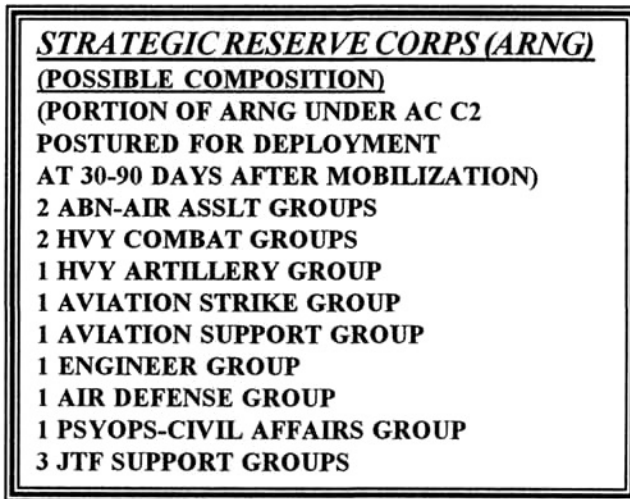 STRATEGIC RESERVE CORPS (ARNG)
(POSSIBLE COMPOSITION)
(PORTION OF ARNG UNDER AC C2
POSTURED FOR DEPLOYMENT
AT 30-90 DAYS AFTER MOBILIZATION)
2 ABN-AIR ASSLT GROUPS
2 HVY COMBAT GROUPS
1 HVY ARTILLERY GROUP
1 AVIATION STRIKE GROUP
1 AVIATION SUPPORT GROUP
1 ENGINEER GROUP
1 AIR DEFENSE GROUP
1 PSYOPS-CIVIL AFFAIRS GROUP
3 JTF SUPPORT GROUPS